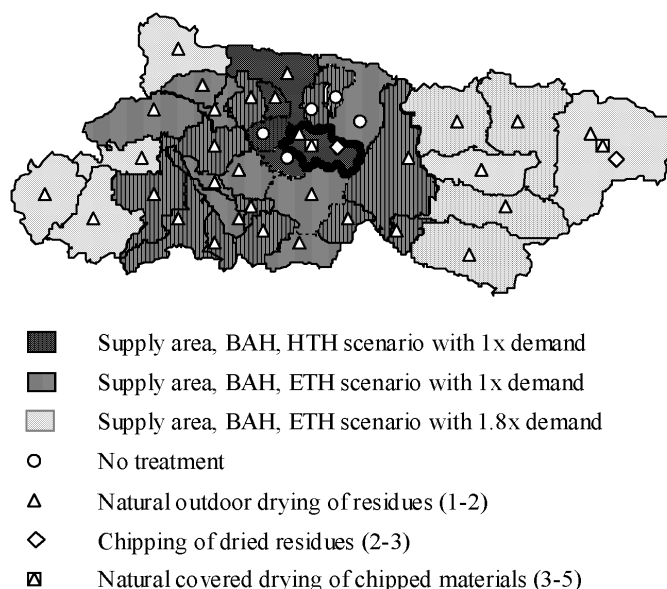 Supply area, BAH, HTH scenario with 1x demand
Supply area, BAH, ETH scenario with 1x demand
Supply area, BAH, ETH scenario with 1.8x demand
No treatment
Natural outdoor drying of residues (1-2)
Chipping of dried residues (2-3)
Natural covered drying of chipped materials (3-5)